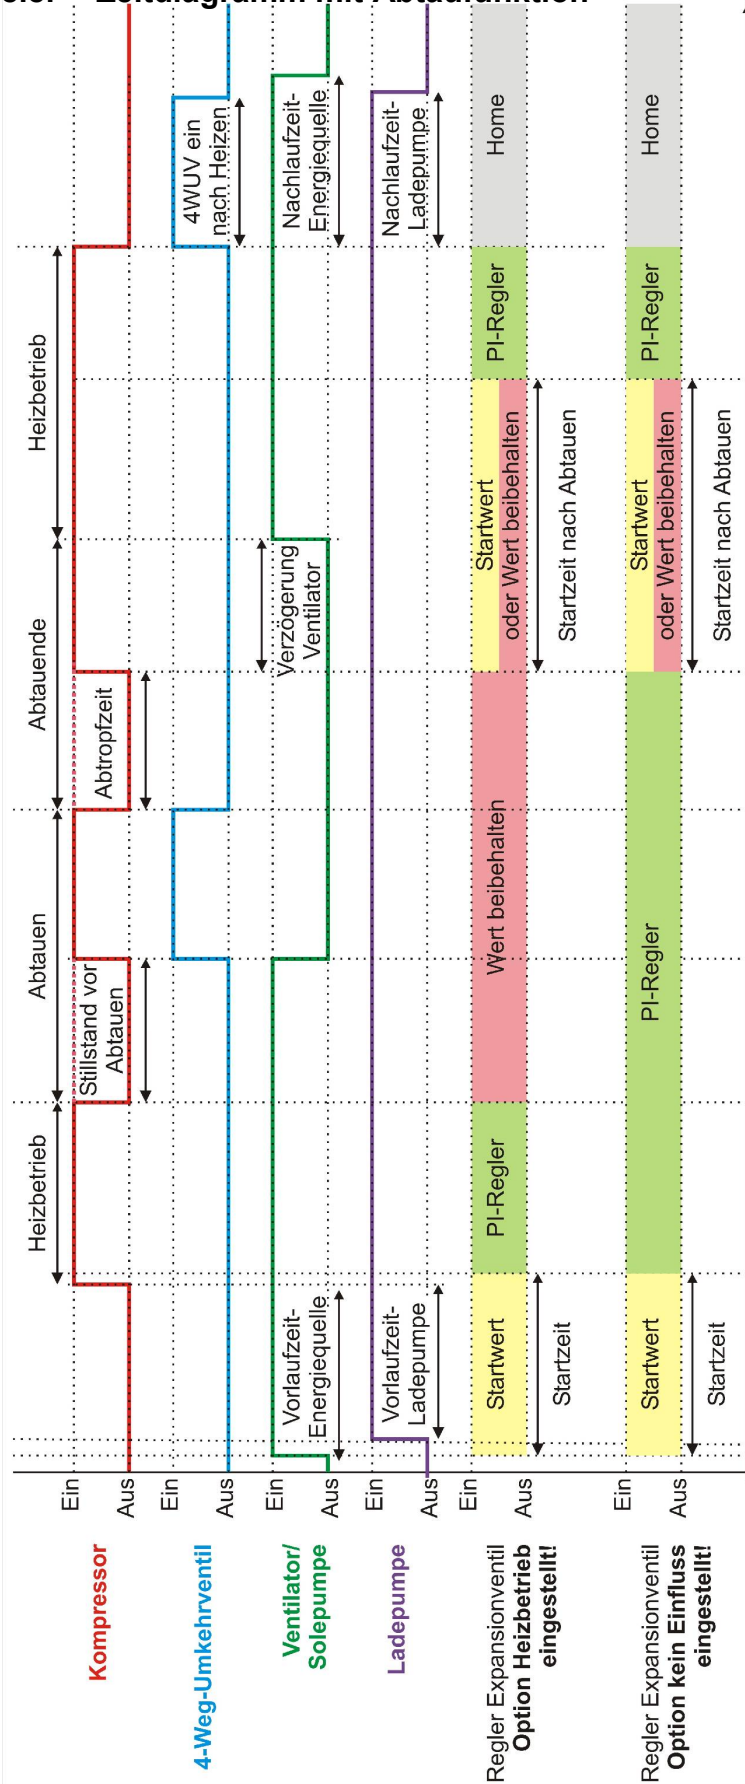 Zeitdiagramm mit Abtaufunktion
Heizbetrieb
Abtauen
Abtauende
Heizbetrieb
Kompressor
Ein
Aus
Stillstand vor
Abtauen
Abtropfzeit
4-Weg-Umkehrventil
Ein
Aus
4WUV ein
nach Heizen
Ventilator/
Solepumpe
Ein
Aus
Vorlaufzeit-
Energiequelle
Verzögerung
Ventilator
Nachlaufzeit-
Energiequelle
Ladepumpe
Ein
Aus
Vorlaufzeit-
Ladepumpe
Nachlaufzeit-
Ladepumpe
Regler Expansionventil
Option Heizbetrieb
eingestellt!
Ein
Aus
Startwert
PI-Regler
Wert beibehalten
Startwert
oder Wert beibehalten
PI-Regler
Home
Startzeit
Startzeit nach Abtauen
Regler Expansionventil
Option kein Einfluss
eingestellt!
Ein
Aus
Startwert
PI-Regler
Startwert
oder Wert beibehalten
PI-Regler
Home
Startzeit
Startzeit nach Abtauen